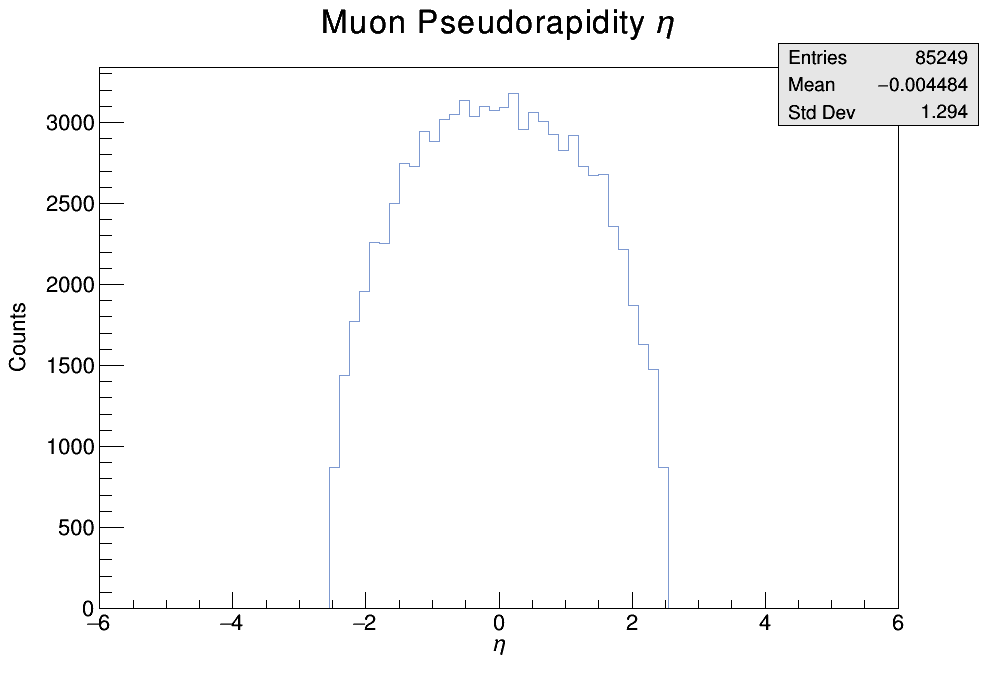 Muon Pseudorapidity η
Entries 85249
Mean −0.004484
Std Dev 1.294
3000
2500
2000
1500
1000
500
0
Counts
−6 −4 −2 0 2 4 6
η